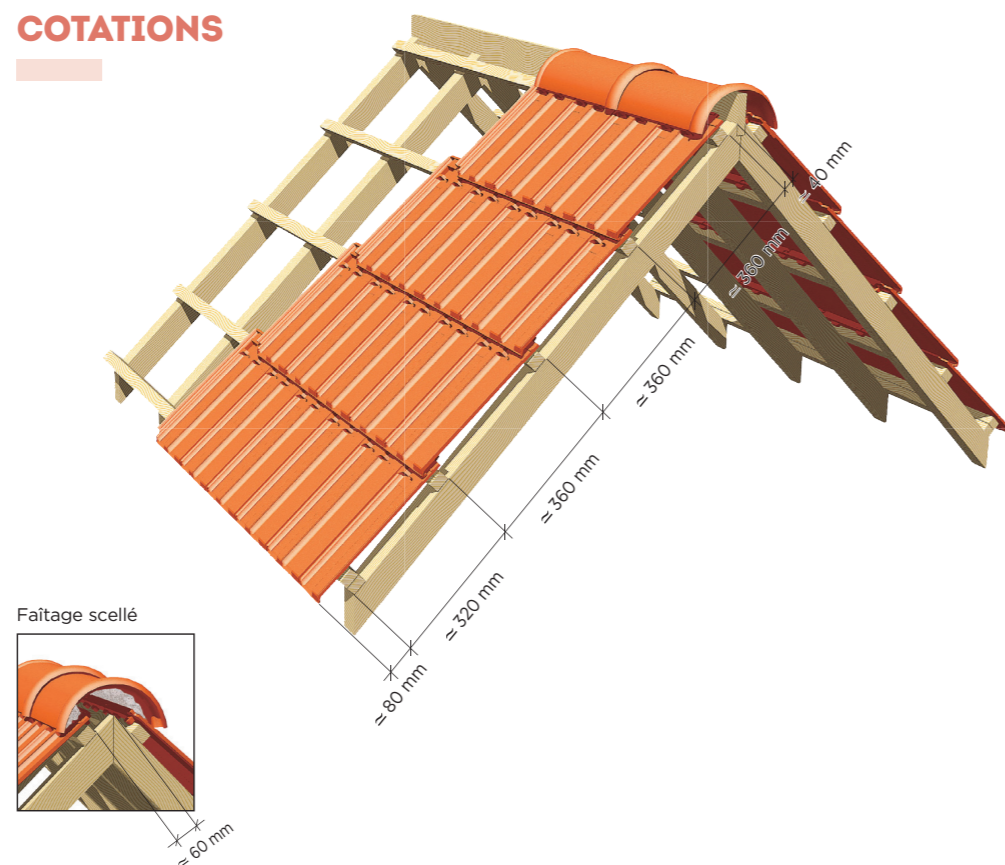 COTATIONS
≃ 40 mm
≃ 360 mm
≃ 360 mm
≃ 360 mm
≃ 320 mm
≃ 80 mm
Faîtage scellé
≃ 60 mm